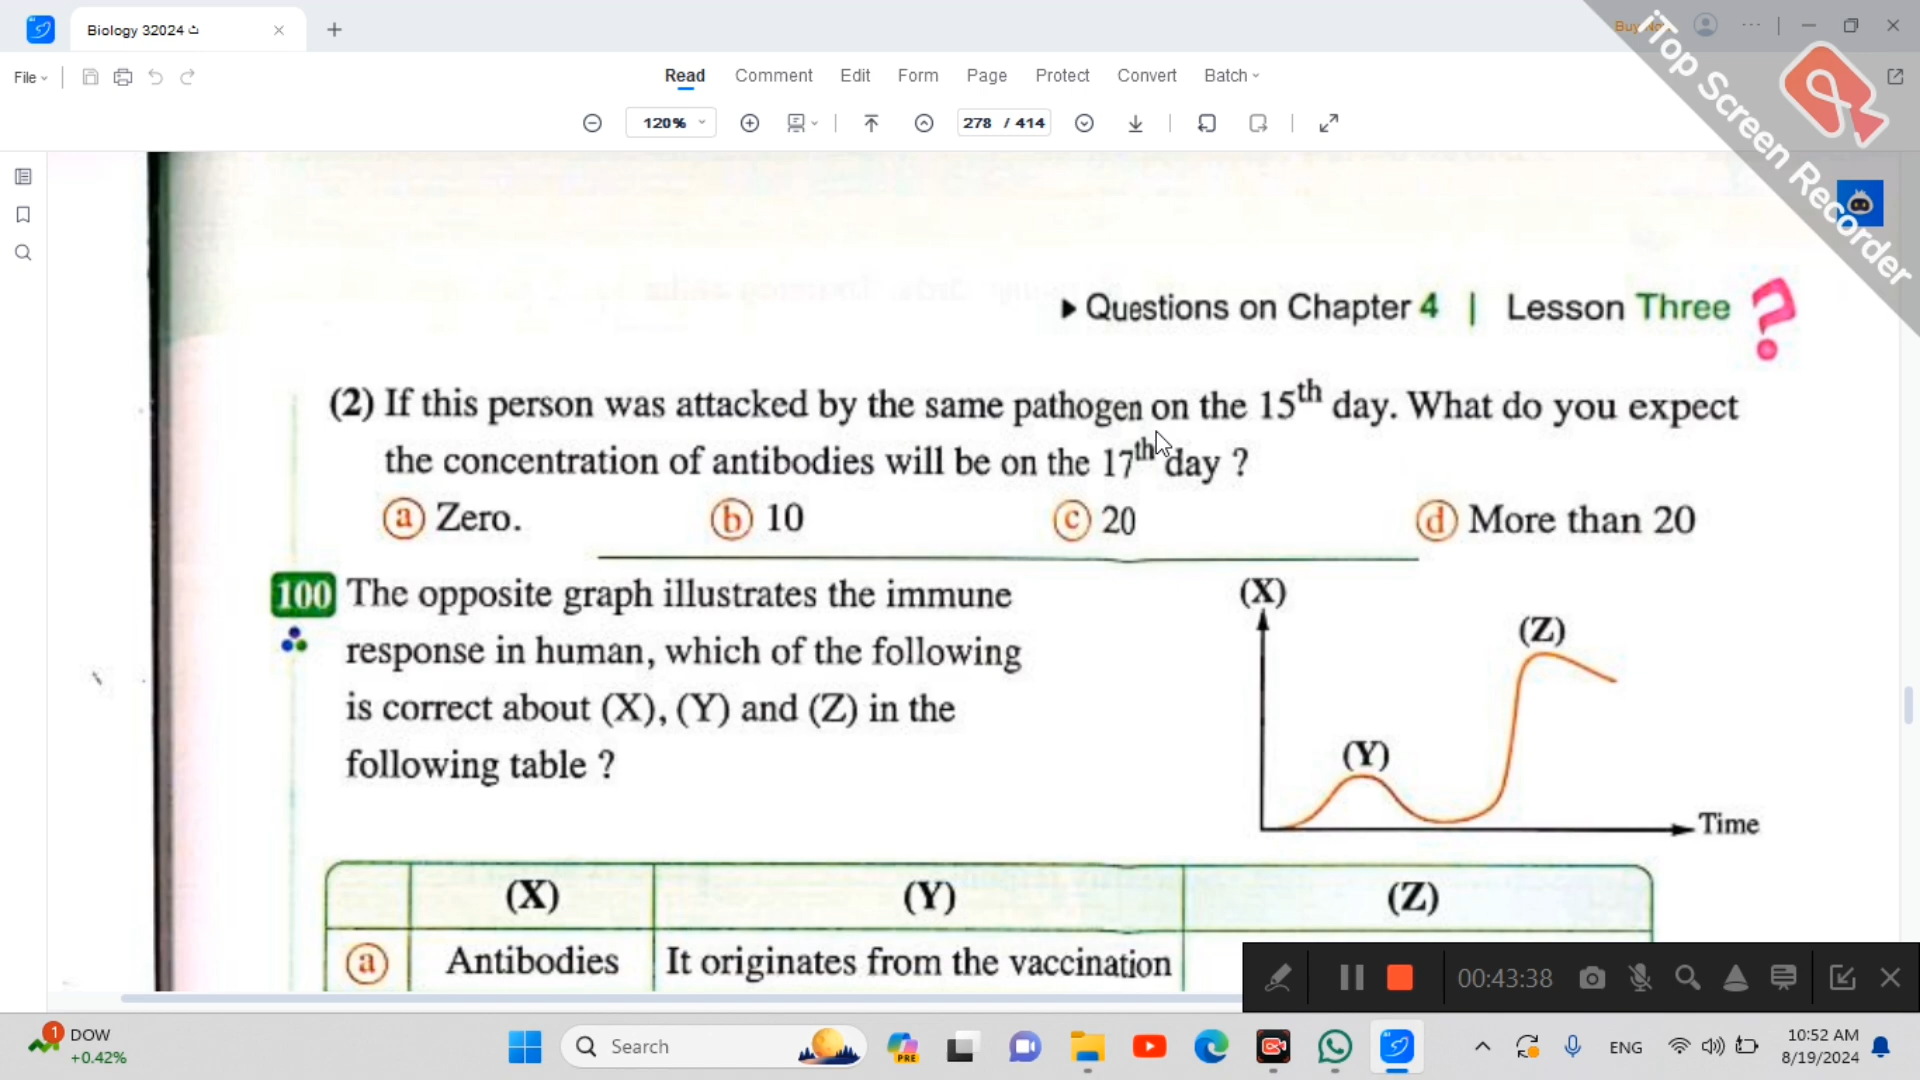 Biology 32024 ث
Buy No
File
Read Comment Edit Form Page Protect Convert Batch
120%
278 / 414
iTop Screen Recorder
Questions on Chapter 4 | Lesson Three ?
(2) If this person was attacked by the same pathogen on the 15th day. What do you expect
the concentration of antibodies will be on the 17th day ?
a Zero. b 10 c 20 d More than 20
100 The opposite graph illustrates the immune
response in human, which of the following
is correct about (X), (Y) and (Z) in the
following table ?
(X)
(Z)
(Y)
Time
(X) (Y) (Z)
a Antibodies It originates from the vaccination
00:43:38
1
DOW
+0.42%
Search
PRE
ENG
10:52 AM
8/19/2024